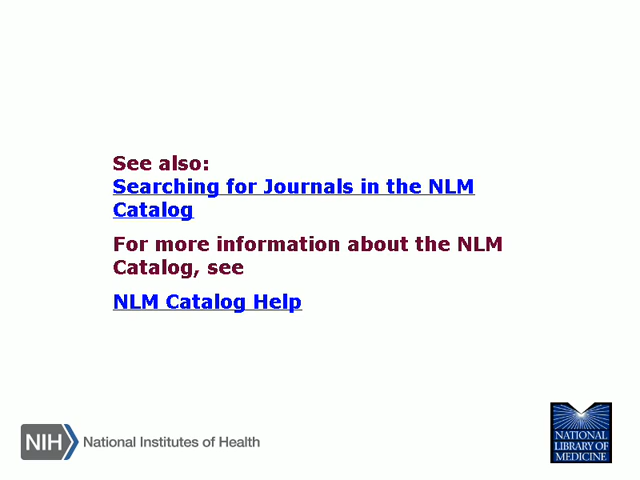 See also:
Searching for Journals in the NLM
Catalog
For more information about the NLM
Catalog, see
NLM Catalog Help
NIH National Institutes of Health
NATIONAL
LIBRARY OF
MEDICINE